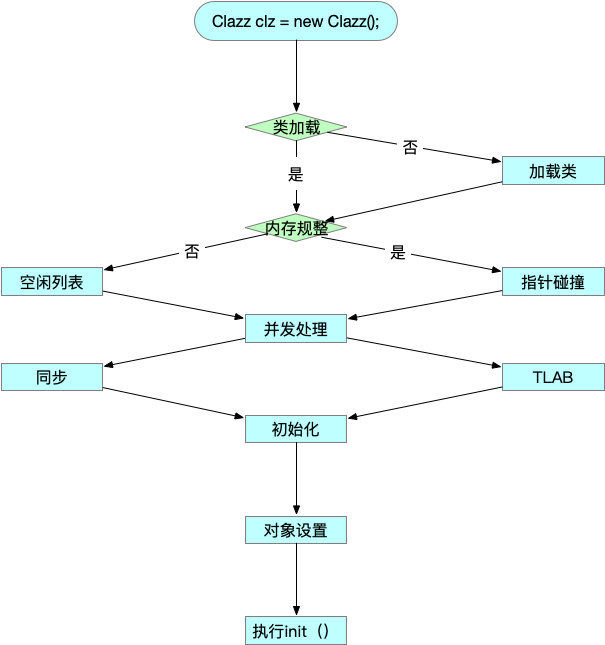 Clazz clz = new Clazz();
类加载
否
是
加载类
内存规整
否
是
空闲列表
指针碰撞
并发处理
同步
TLAB
初始化
对象设置
执行init（）